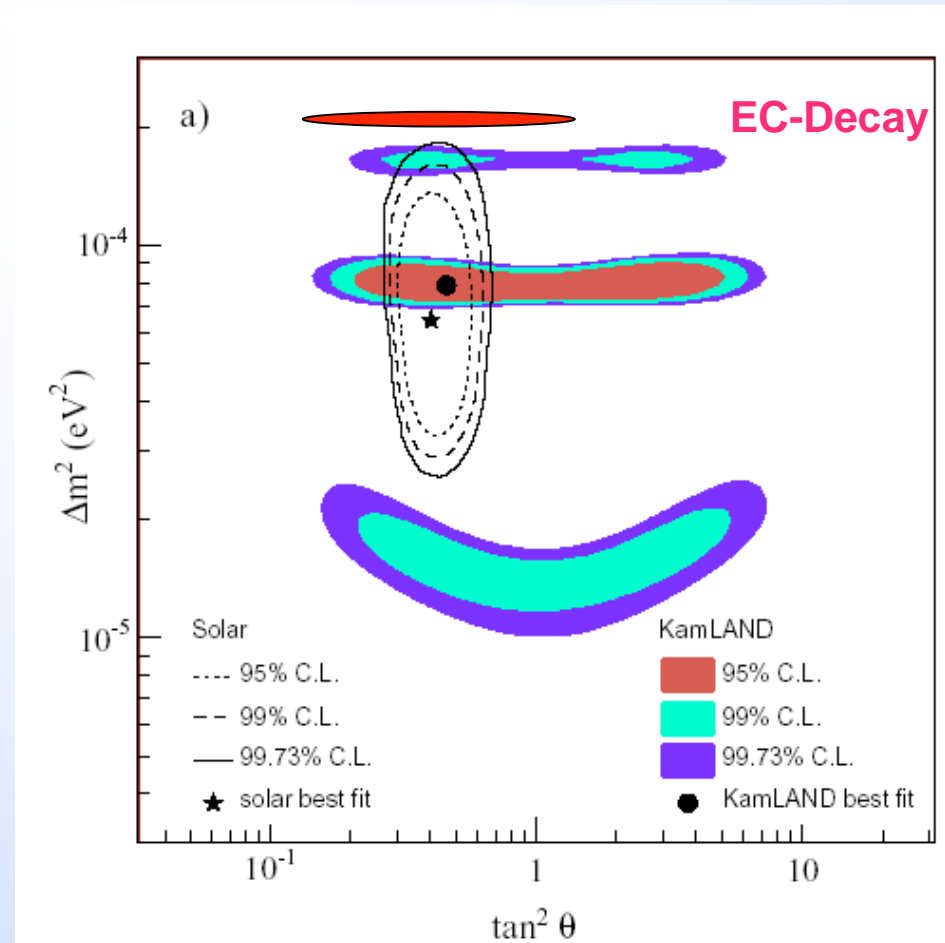 a)
EC-Decay
10⁻⁴
Δm² (eV²)
10⁻⁵
Solar
95% C.L.
99% C.L.
99.73% C.L.
solar best fit
KamLAND
95% C.L.
99% C.L.
99.73% C.L.
KamLAND best fit
10⁻¹
1
10
tan² θ